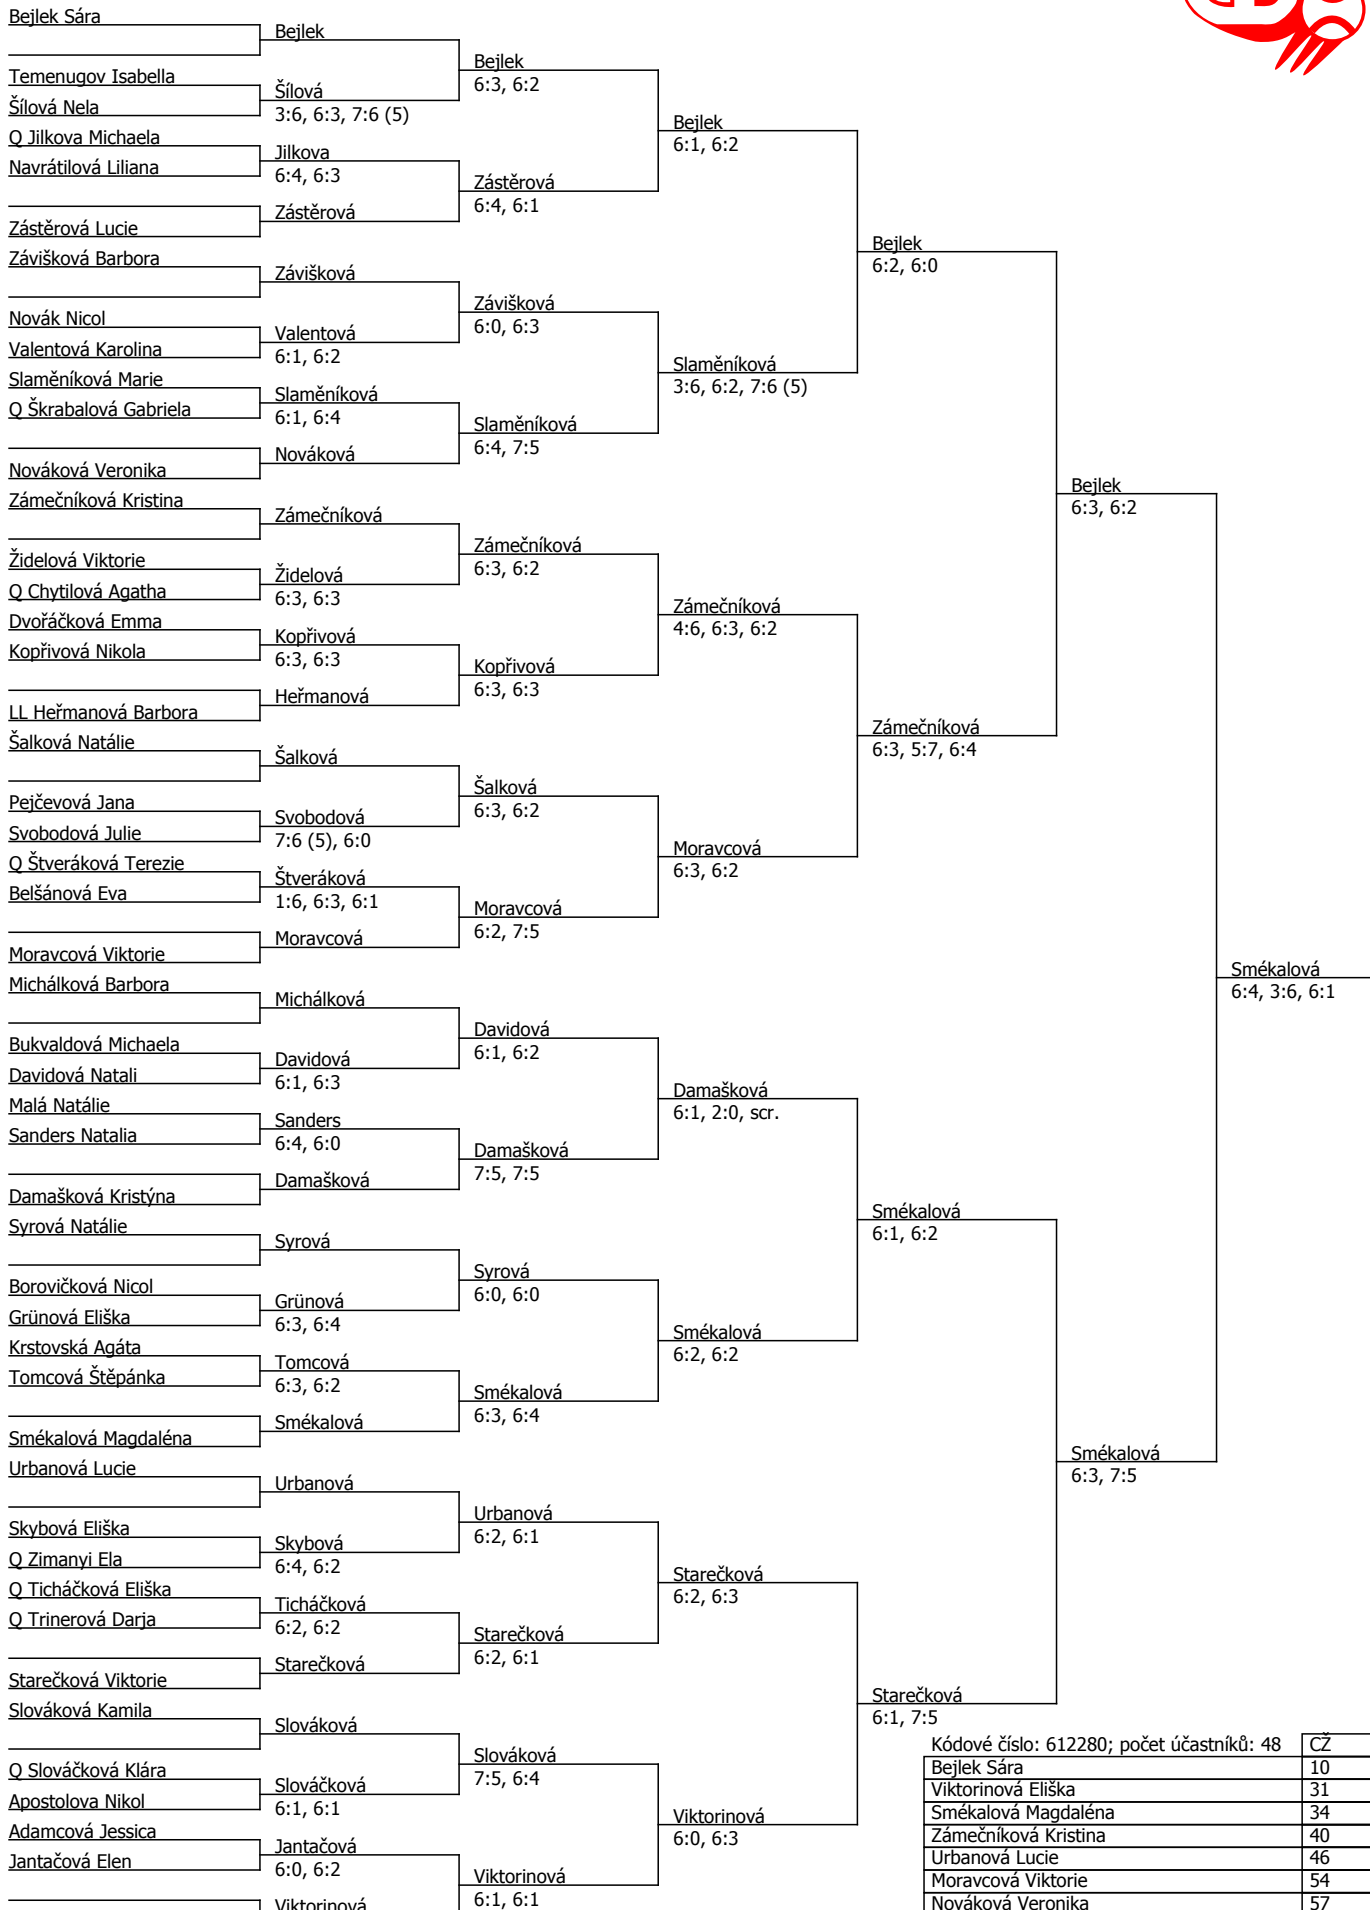 Bejlek Sára
Temenugov Isabella
Šílová Nela
Q Jilkova Michaela
Navrátilová Liliana
Zástěrová Lucie
Závišková Barbora
Novák Nicol
Valentová Karolina
Slaměníková Marie
Q Škrabalová Gabriela
Nováková Veronika
Zámečníková Kristina
Židelová Viktorie
Q Chytilová Agatha
Dvořáčková Emma
Kopřivová Nikola
LL Heřmanová Barbora
Šalková Natálie
Pejčevová Jana
Svobodová Julie
Q Štveráková Terezie
Belšánová Eva
Moravcová Viktorie
Michálková Barbora
Bukvaldová Michaela
Davidová Natali
Malá Natálie
Sanders Natalia
Damašková Kristýna
Syrová Natálie
Borovičková Nicol
Grünová Eliška
Krstovská Agáta
Tomcová Štěpánka
Smékalová Magdaléna
Urbanová Lucie
Skybová Eliška
Q Zimanyi Ela
Q Ticháčková Eliška
Q Trinerová Darja
Starečková Viktorie
Slováková Kamila
Q Slováčková Klára
Apostolova Nikol
Adamcová Jessica
Jantačová Elen
Bejlek
Šílová
3:6, 6:3, 7:6 (5)
Jilkova
6:4, 6:3
Zástěrová
Závišková
Valentová
6:1, 6:2
Slaměníková
6:1, 6:4
Nováková
Zámečníková
Židelová
6:3, 6:3
Kopřivová
6:3, 6:3
Heřmanová
Šalková
Svobodová
7:6 (5), 6:0
Štveráková
1:6, 6:3, 6:1
Moravcová
Michálková
Davidová
6:1, 6:3
Sanders
6:4, 6:0
Damašková
Syrová
Grünová
6:3, 6:4
Tomcová
6:3, 6:2
Smékalová
Urbanová
Skybová
6:4, 6:2
Ticháčková
6:2, 6:2
Starečková
Slováková
Slováčková
6:1, 6:1
Jantačová
6:0, 6:2
Viktorinová
Bejlek
6:3, 6:2
Zástěrová
6:4, 6:1
Závišková
6:0, 6:3
Slaměníková
6:4, 7:5
Zámečníková
6:3, 6:2
Kopřivová
6:3, 6:3
Šalková
6:3, 6:2
Moravcová
6:2, 7:5
Davidová
6:1, 6:2
Damašková
7:5, 7:5
Syrová
6:0, 6:0
Smékalová
6:3, 6:4
Urbanová
6:2, 6:1
Starečková
6:2, 6:1
Slováková
7:5, 6:4
Viktorinová
6:1, 6:1
Bejlek
6:1, 6:2
Slaměníková
3:6, 6:2, 7:6 (5)
Zámečníková
4:6, 6:3, 6:2
Moravcová
6:3, 6:2
Damašková
6:1, 2:0, scr.
Smékalová
6:2, 6:2
Starečková
6:2, 6:3
Viktorinová
6:0, 6:3
Bejlek
6:2, 6:0
Zámečníková
6:3, 5:7, 6:4
Smékalová
6:1, 6:2
Starečková
6:1, 7:5
Bejlek
6:3, 6:2
Smékalová
6:3, 7:5
Smékalová
6:4, 3:6, 6:1
Kódové číslo: 612280; počet účastníků: 48 CŽ
Bejlek Sára 10
Viktorinová Eliška 31
Smékalová Magdaléna 34
Zámečníková Kristina 40
Urbanová Lucie 46
Moravcová Viktorie 54
Nováková Veronika 57